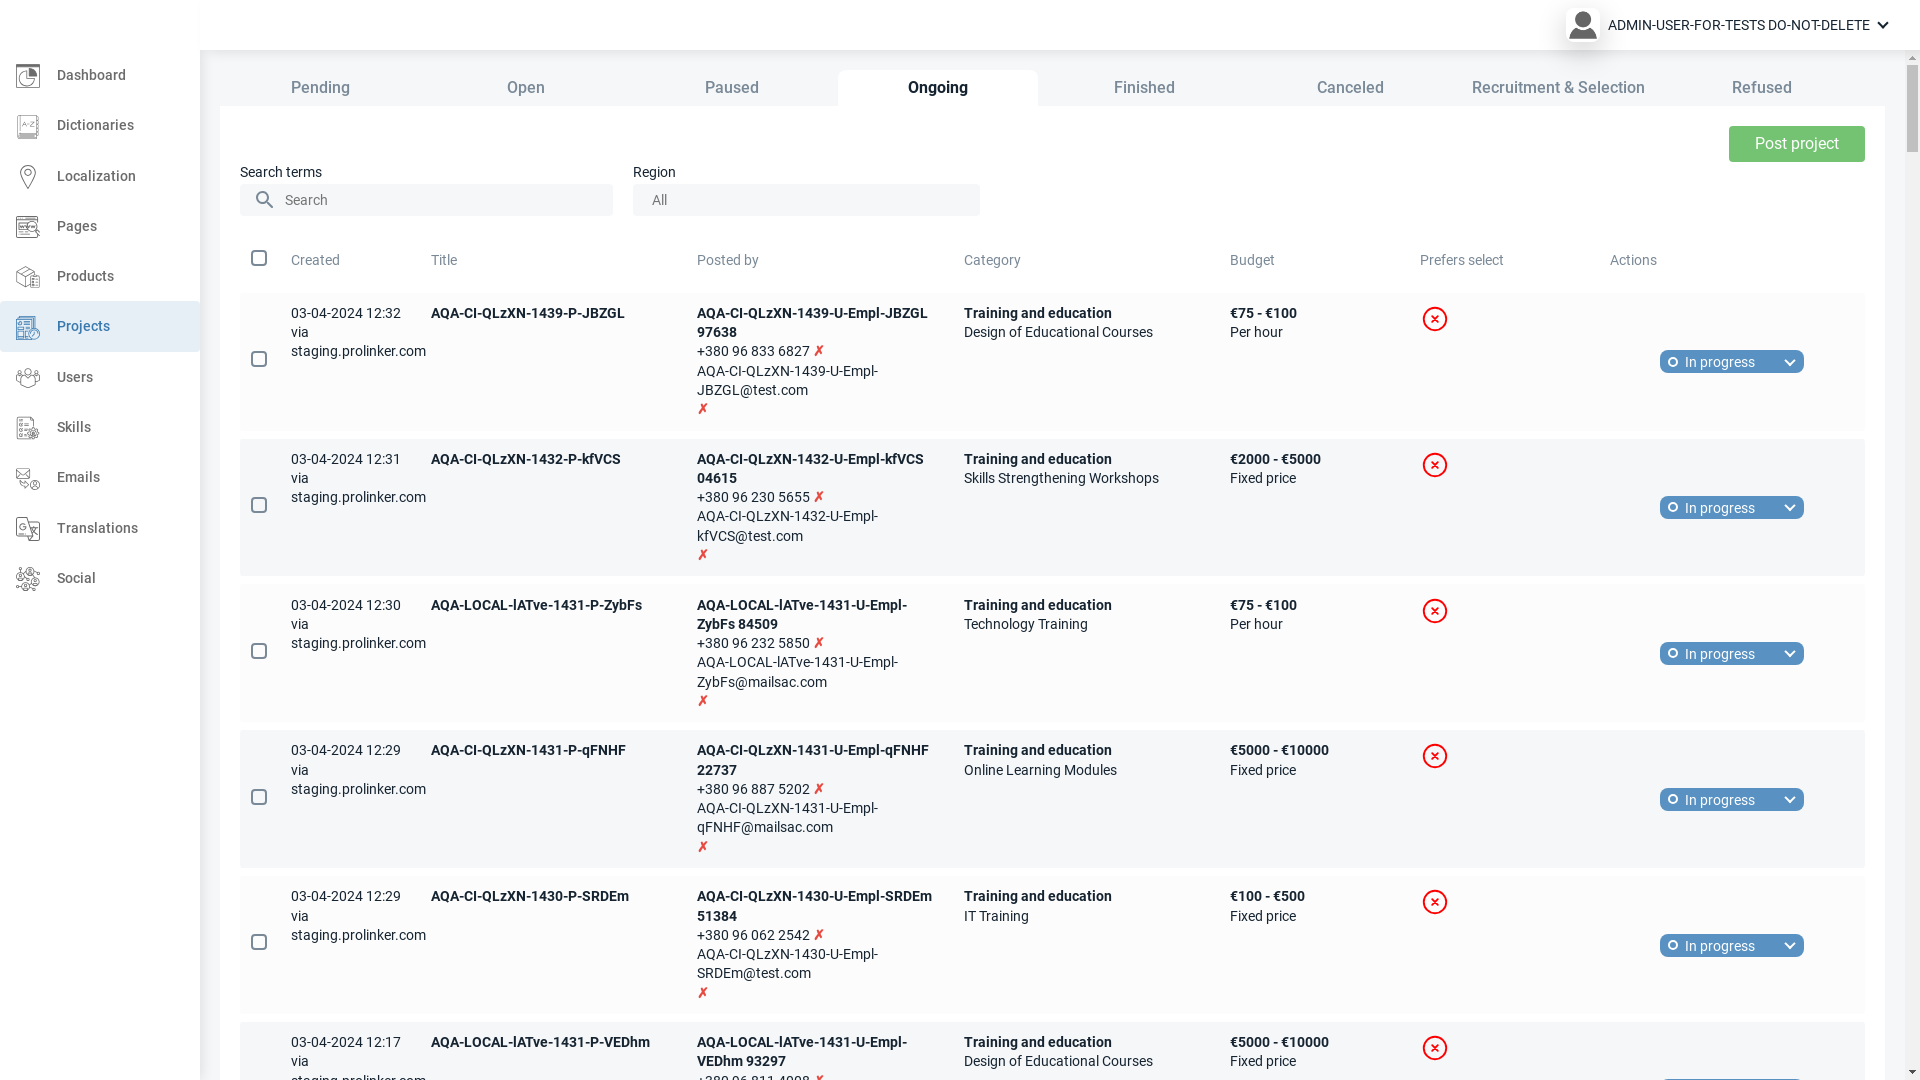 ADMIN-USER-FOR-TESTS DO-NOT-DELETE
Dashboard
Dictionaries
Localization
Pages
Products
Projects
Users
Skills
Emails
Translations
Social
Pending Open Paused Ongoing Finished Canceled Recruitment & Selection Refused
Post project
Search terms Region
Search All
Created Title Posted by Category Budget Prefers select Actions
03-04-2024 12:32 AQA-CI-QLzXN-1439-P-JBZGL AQA-CI-QLzXN-1439-U-Empl-JBZGL Training and education €75 - €100
via 97638 Design of Educational Courses Per hour
staging.prolinker.com +380 96 833 6827 ✗ In progress
AQA-CI-QLzXN-1439-U-Empl-
JBZGL@test.com
✗
03-04-2024 12:31 AQA-CI-QLzXN-1432-P-kfVCS AQA-CI-QLzXN-1432-U-Empl-kfVCS Training and education €2000 - €5000
via 04615 Skills Strengthening Workshops Fixed price
staging.prolinker.com +380 96 230 5655 ✗ In progress
AQA-CI-QLzXN-1432-U-Empl-
kfVCS@test.com
✗
03-04-2024 12:30 AQA-LOCAL-lATve-1431-P-ZybFs AQA-LOCAL-lATve-1431-U-Empl- Training and education €75 - €100
via ZybFs 84509 Technology Training Per hour
staging.prolinker.com +380 96 232 5850 ✗ In progress
AQA-LOCAL-lATve-1431-U-Empl-
ZybFs@mailsac.com
✗
03-04-2024 12:29 AQA-CI-QLzXN-1431-P-qFNHF AQA-CI-QLzXN-1431-U-Empl-qFNHF Training and education €5000 - €10000
via 22737 Online Learning Modules Fixed price
staging.prolinker.com +380 96 887 5202 ✗ In progress
AQA-CI-QLzXN-1431-U-Empl-
qFNHF@mailsac.com
✗
03-04-2024 12:29 AQA-CI-QLzXN-1430-P-SRDEm AQA-CI-QLzXN-1430-U-Empl-SRDEm Training and education €100 - €500
via 51384 IT Training Fixed price
staging.prolinker.com +380 96 062 2542 ✗ In progress
AQA-CI-QLzXN-1430-U-Empl-
SRDEm@test.com
✗
03-04-2024 12:17 AQA-LOCAL-lATve-1431-P-VEDhm AQA-LOCAL-lATve-1431-U-Empl- Training and education €5000 - €10000
via VEDhm 93297 Design of Educational Courses Fixed price
staging.prolinker.com +380 96 811